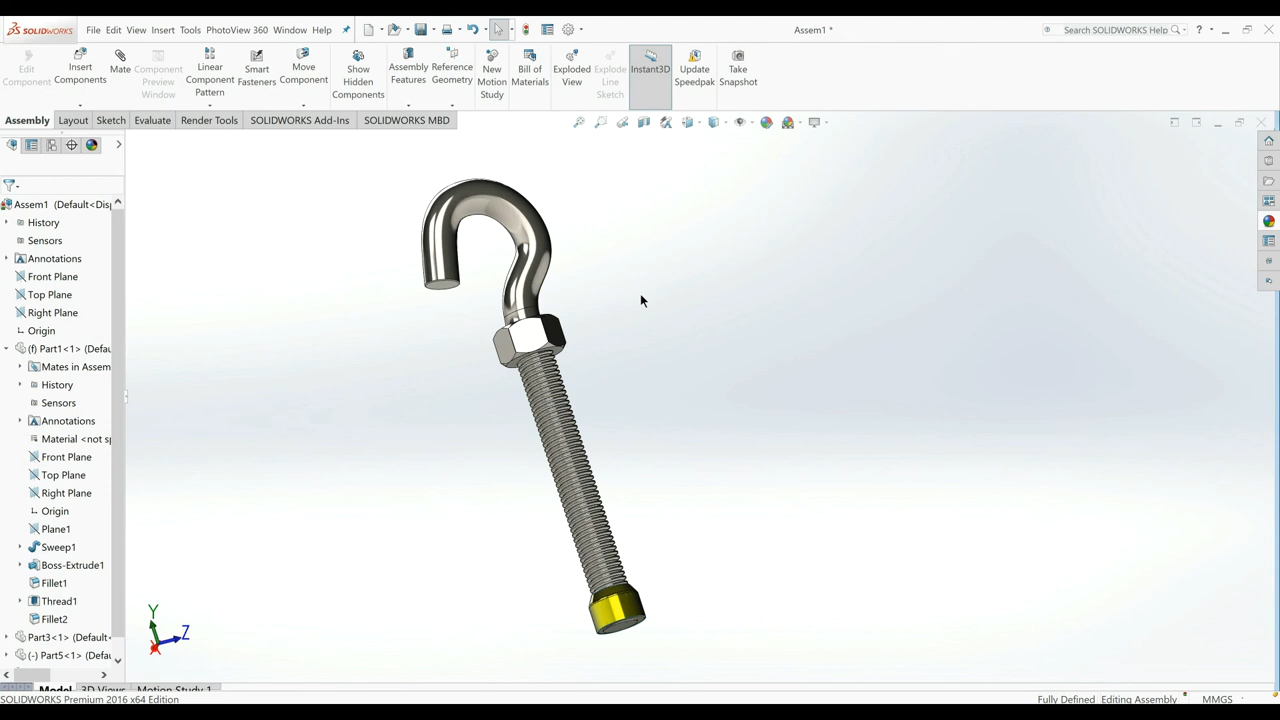 SOLIDWORKS File Edit View Insert Tools PhotoView 360 Window Help Assem1 * Search SOLIDWORKS Help ?
Edit Component Insert Components Mate Component Preview Window Linear Component Pattern Smart Fasteners Move Component Show Hidden Components Assembly Features Reference Geometry New Motion Study Bill of Materials Exploded View Explode Line Sketch Instant3D Update Speedpak Take Snapshot
Assembly Layout Sketch Evaluate Render Tools SOLIDWORKS Add-Ins SOLIDWORKS MBD
Assem1 (Default<Disp
History
Sensors
Annotations
Front Plane
Top Plane
Right Plane
Origin
(f) Part1<1> (Defau
Mates in Assem
History
Sensors
Annotations
Material <not sp
Front Plane
Top Plane
Right Plane
Origin
Plane1
Sweep1
Boss-Extrude1
Fillet1
Thread1
Fillet2
Part3<1> (Default<
(-) Part5<1> (Defau
Y
Z
Model 3D Views Motion Study 1
SOLIDWORKS Premium 2016 x64 Edition Fully Defined Editing Assembly MMGS